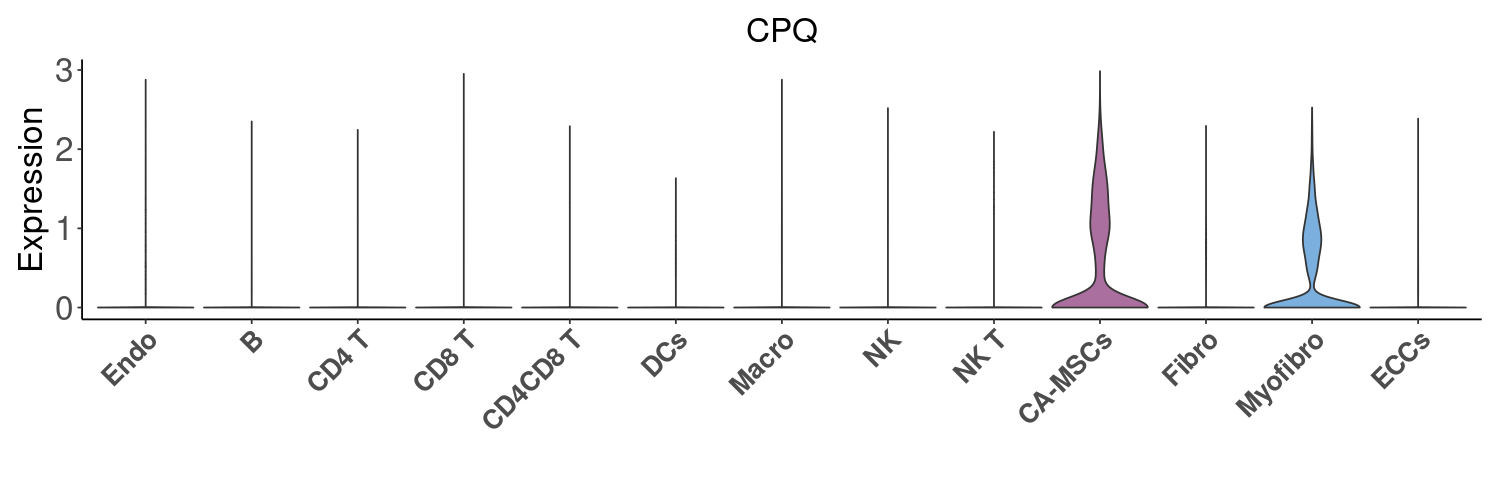 CPQ
Expression
3
2
1
0
Endo
B
CD4 T
CD8 T
CD4CD8 T
DCs
Macro
NK
NK T
CA-MSCs
Fibro
Myofibro
ECCs